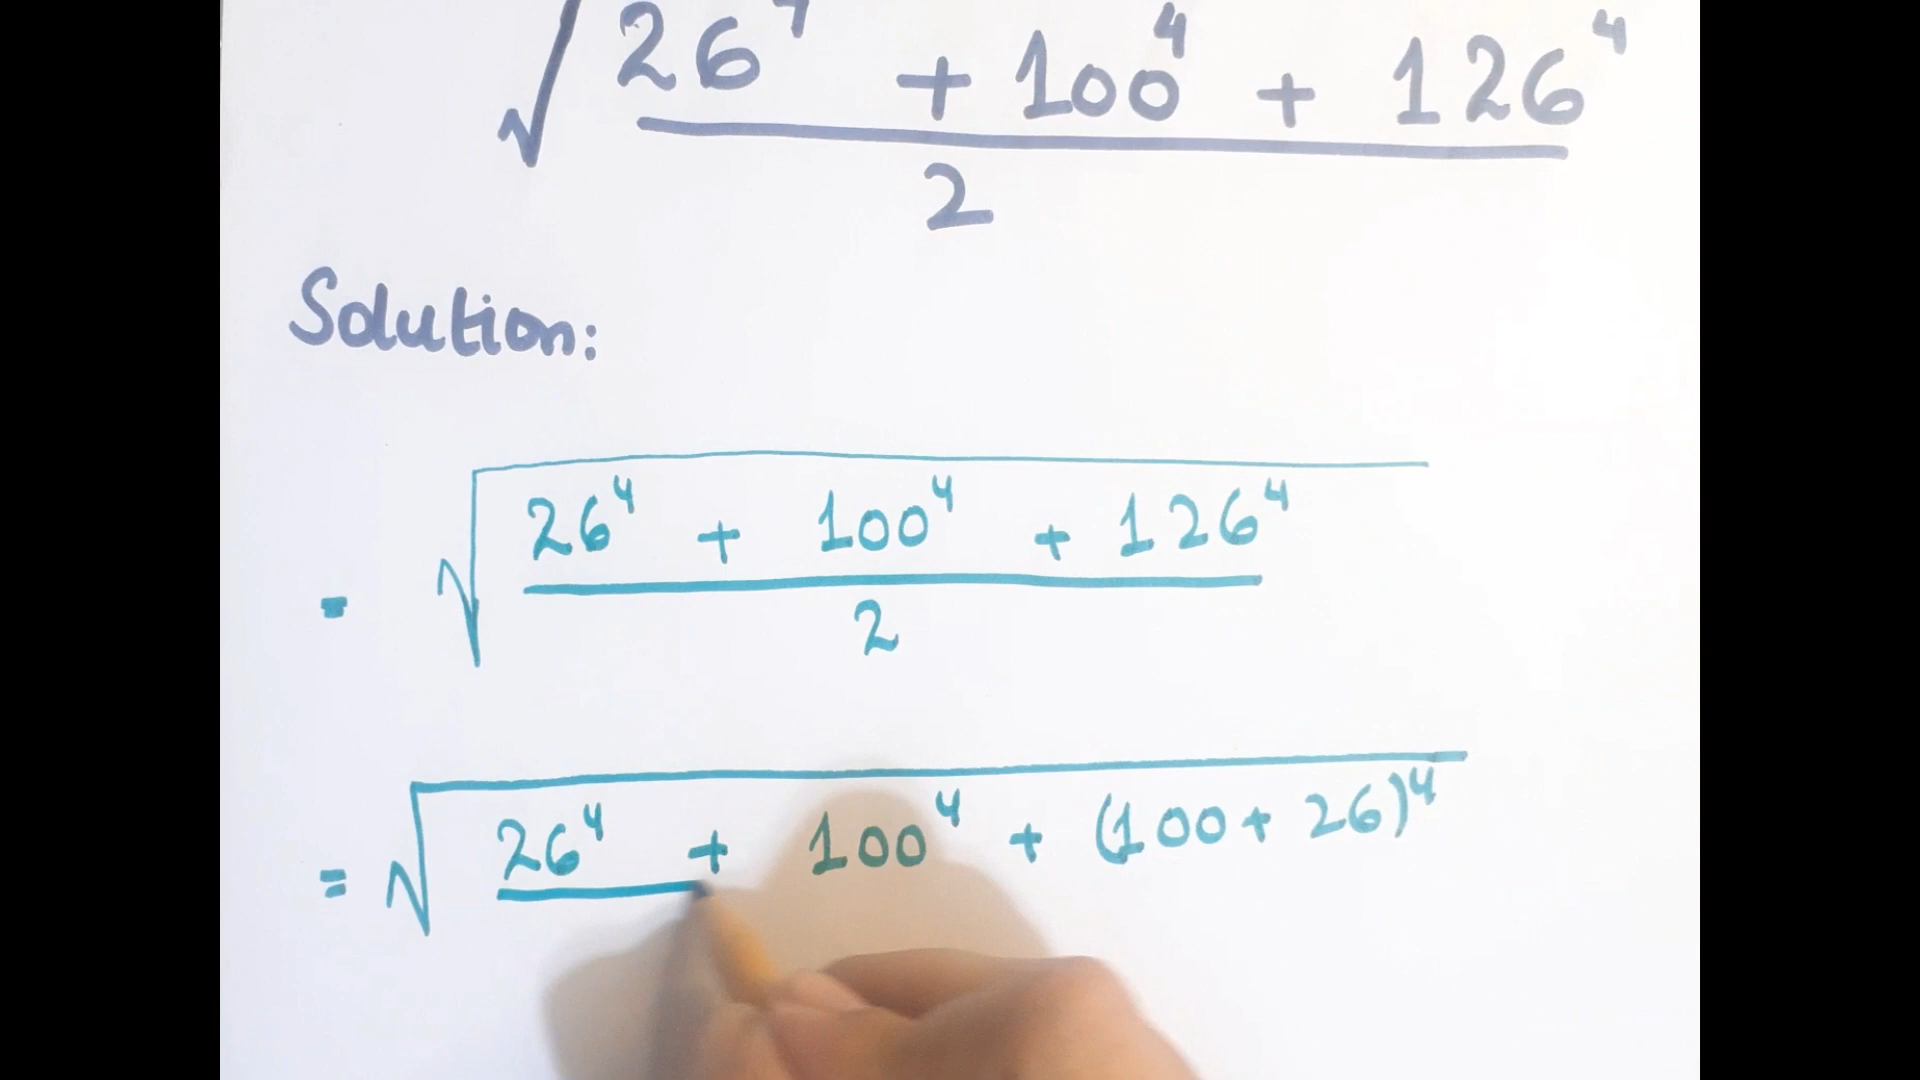 √ 26⁴ + 100⁴ + 126⁴
2
Solution:
= √ 26⁴ + 100⁴ + 126⁴
2
= √ 26⁴ + 100⁴ + (100 + 26)⁴